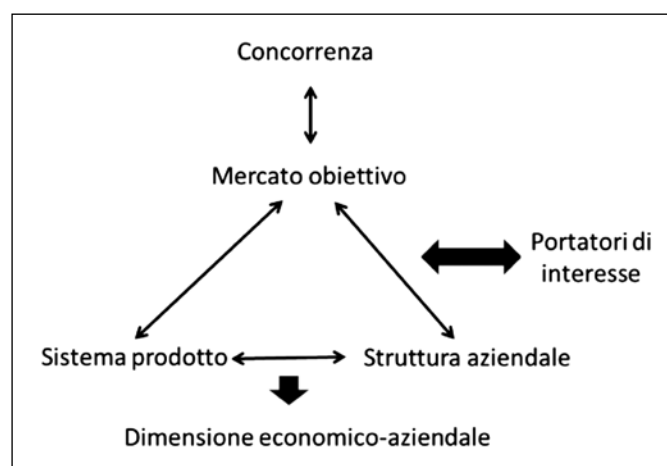 Concorrenza
Mercato obiettivo
Portatori di
interesse
Sistema prodotto
Struttura aziendale
Dimensione economico-aziendale